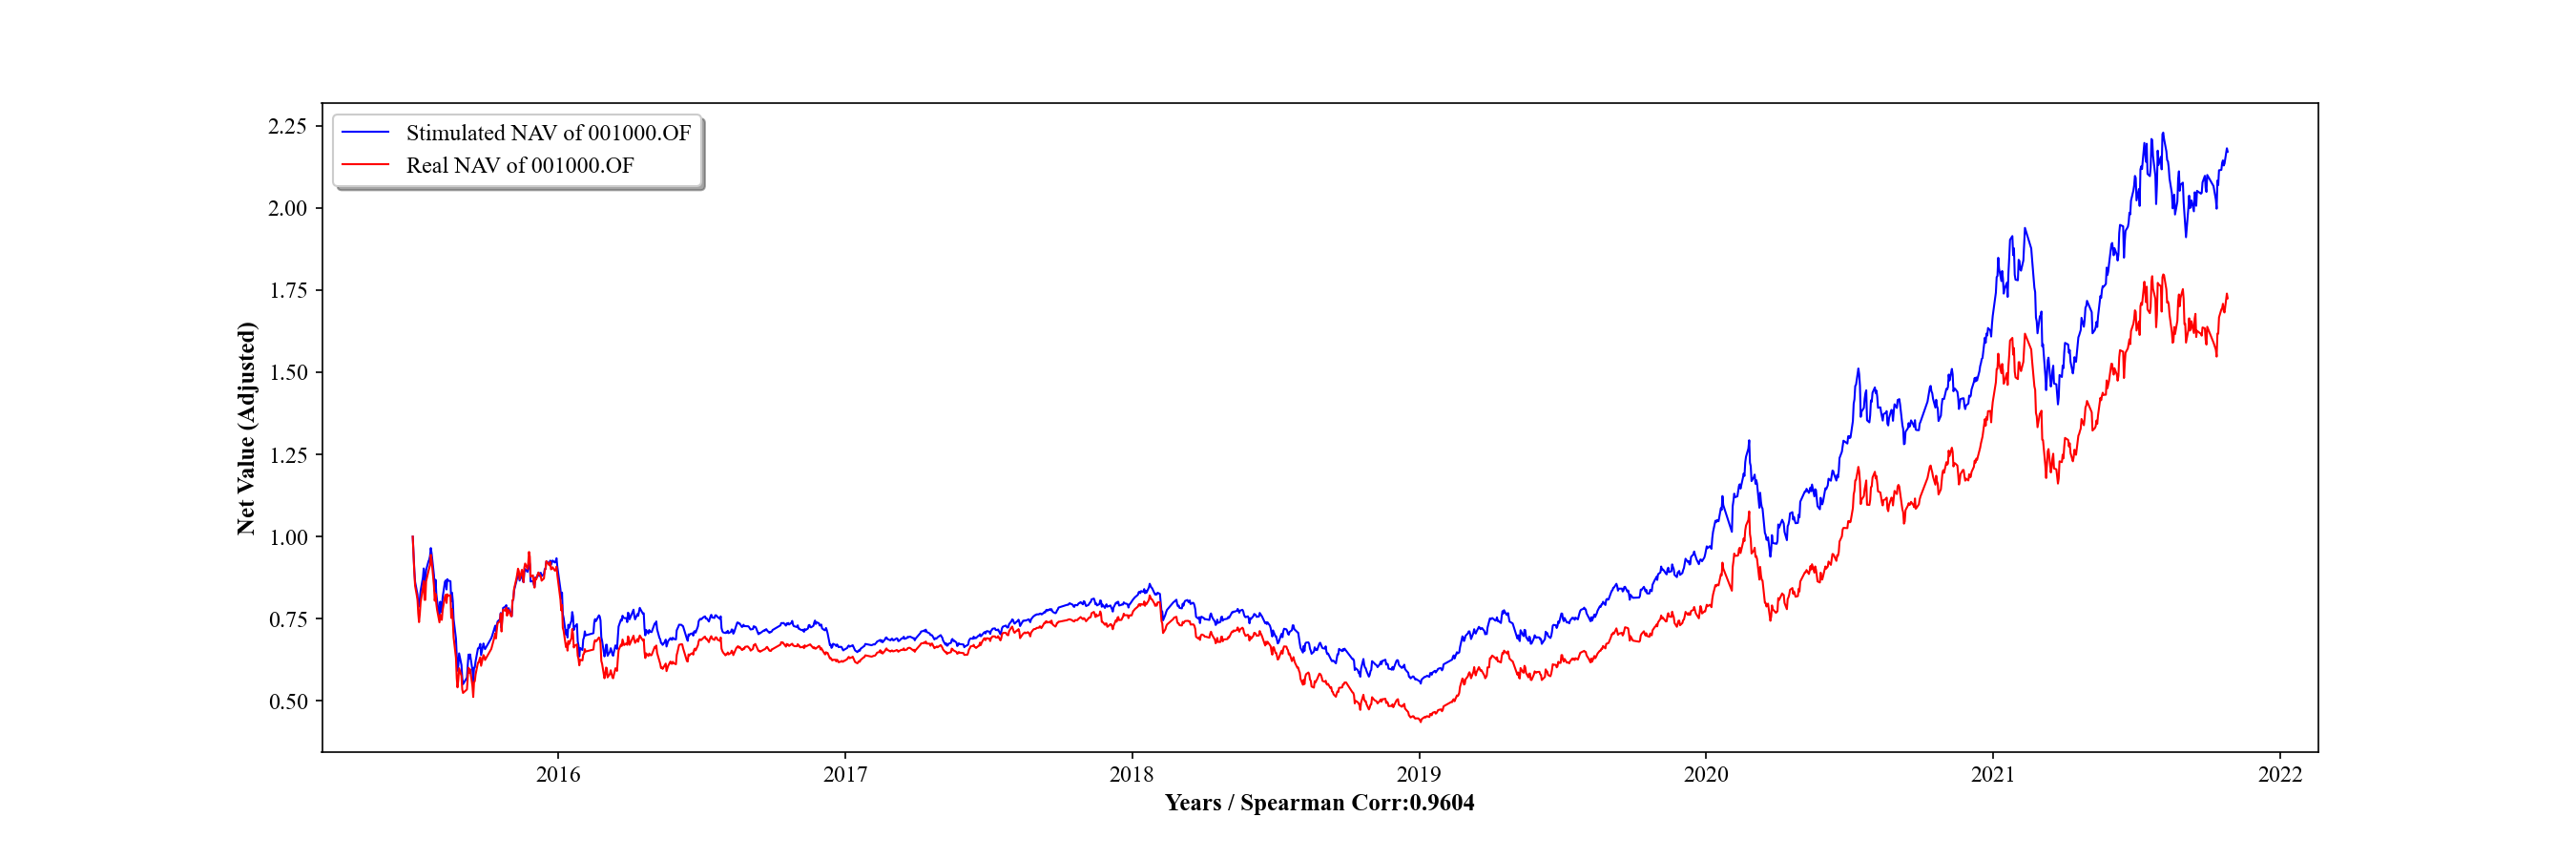 Stimulated NAV of 001000.OF
Real NAV of 001000.OF
2.25
2.00
1.75
1.50
1.25
1.00
0.75
0.50
Net Value (Adjusted)
2016 2017 2018 2019 2020 2021 2022
Years / Spearman Corr:0.9604